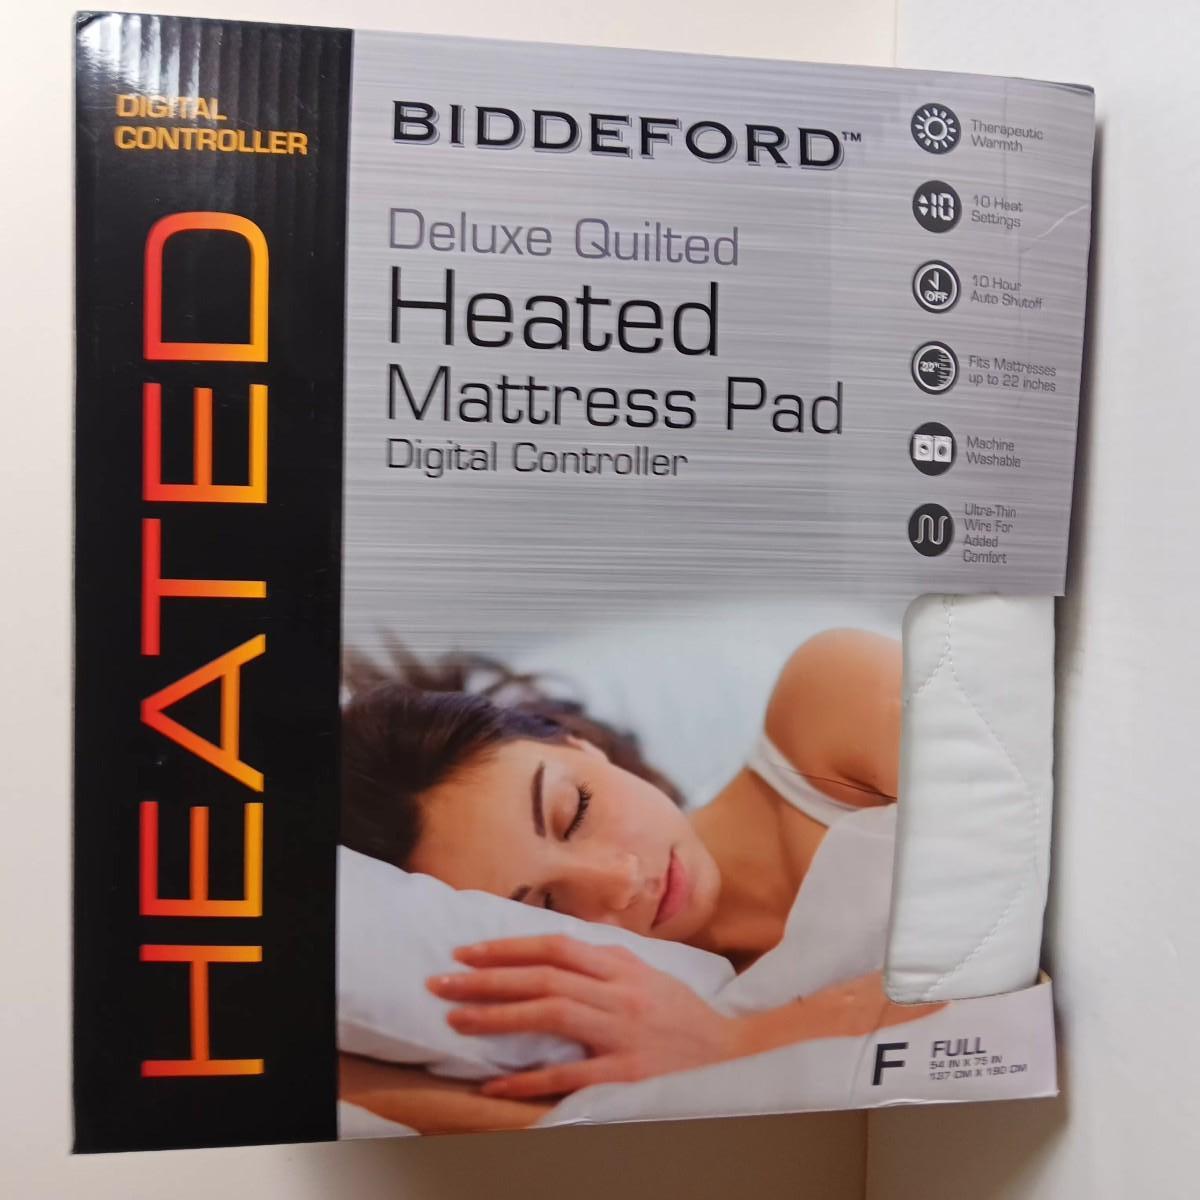 DIGITAL
CONTROLLER
HEATED
BIDDEFORD™
Deluxe Quilted
Heated
Mattress Pad
Digital Controller
Therapeutic
Warmth
10
10 Heat
Settings
OFF
10 Hour
Auto Shutoff
22"
Fits Mattresses
up to 22 inches
Machine
Washable
Ultra-Thin
Wire For
Added
Comfort
F
FULL
54 IN X 75 IN
137 CM X 190 CM